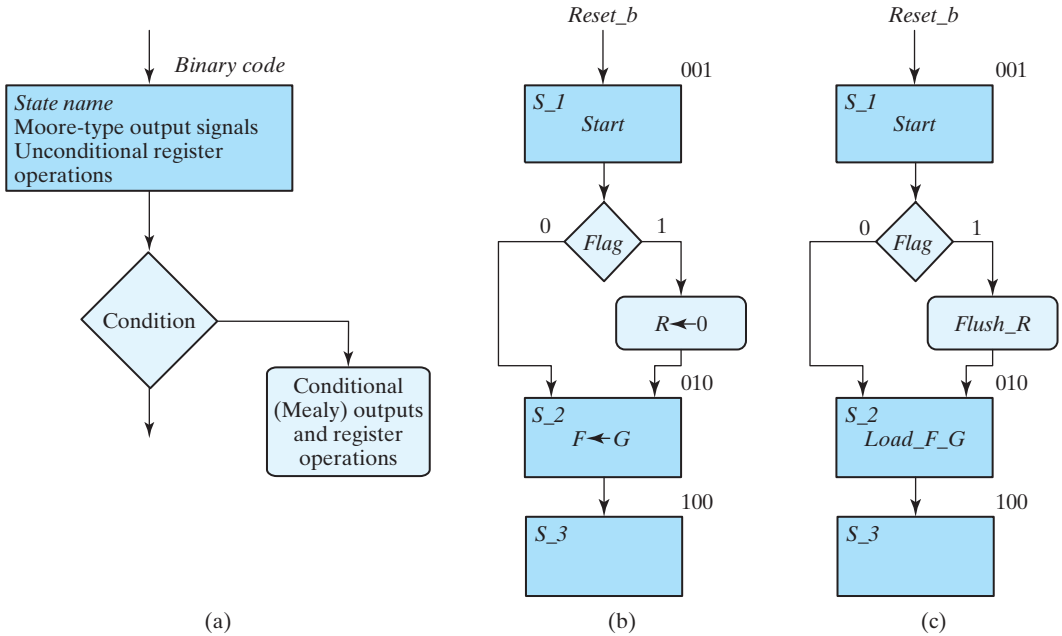 Binary code
State name
Moore-type output signals
Unconditional register
operations
Condition
Conditional
(Mealy) outputs
and register
operations
(a)
Reset_b
001
S_1
Start
0
Flag
1
R←0
010
S_2
F←G
100
S_3
(b)
Reset_b
001
S_1
Start
0
Flag
1
Flush_R
010
S_2
Load_F_G
100
S_3
(c)